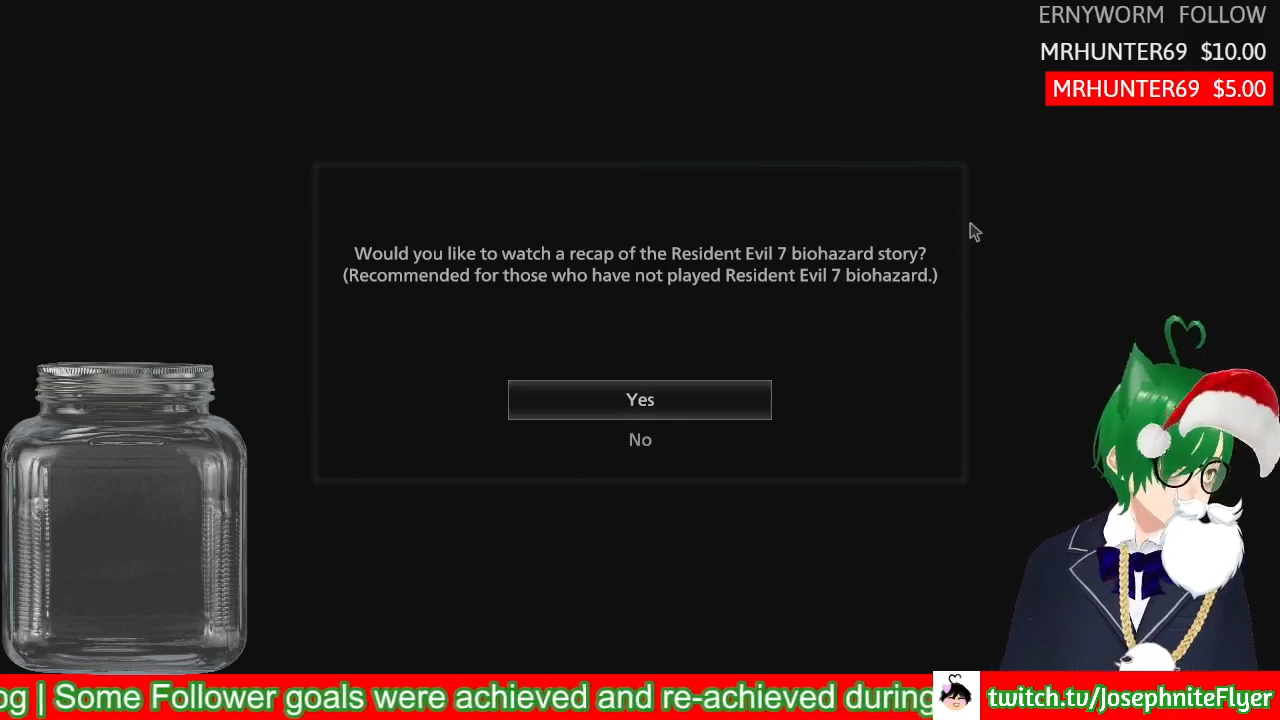 ERNYWORM FOLLOW
MRHUNTER69 $10.00
MRHUNTER69 $5.00
Would you like to watch a recap of the Resident Evil 7 biohazard story?
(Recommended for those who have not played Resident Evil 7 biohazard.)
Yes
No
og | Some Follower goals were achieved and re-achieved during
twitch.tv/JosephniteFlyer